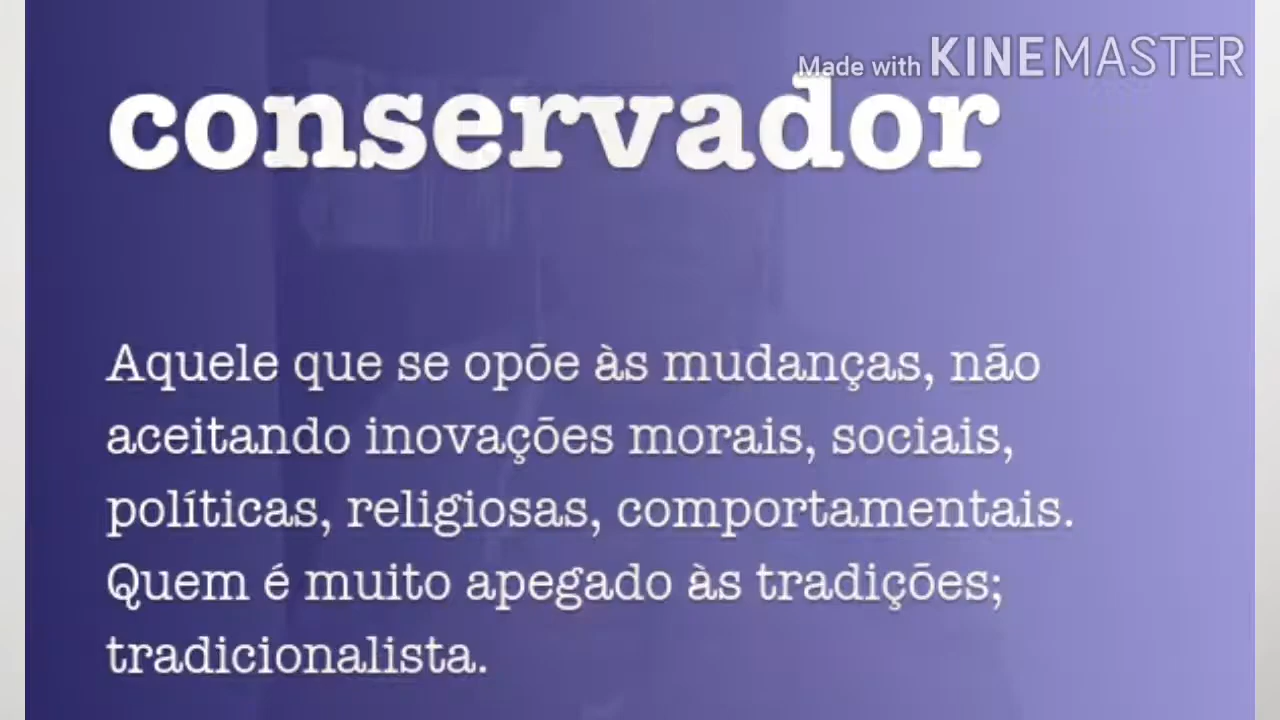 Made with KINEMASTER
conservador
Aquele que se opõe às mudanças, não
aceitando inovações morais, sociais,
políticas, religiosas, comportamentais.
Quem é muito apegado às tradições;
tradicionalista.